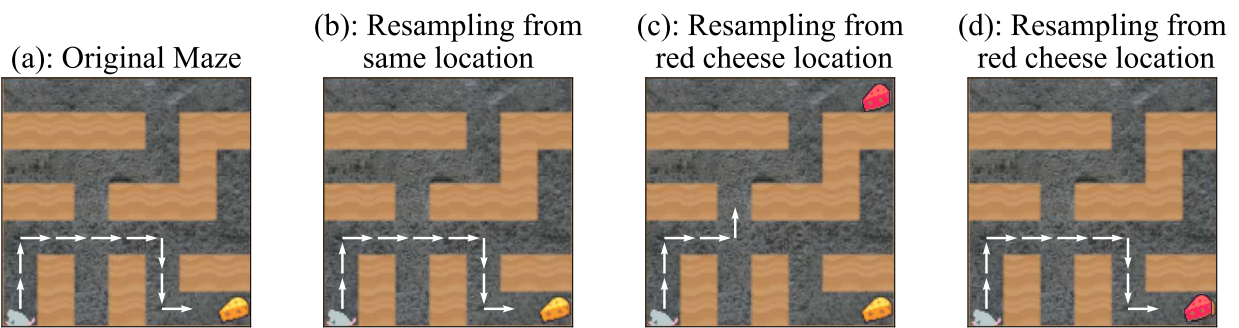 (a): Original Maze
(b): Resampling from
same location
(c): Resampling from
red cheese location
(d): Resampling from
red cheese location